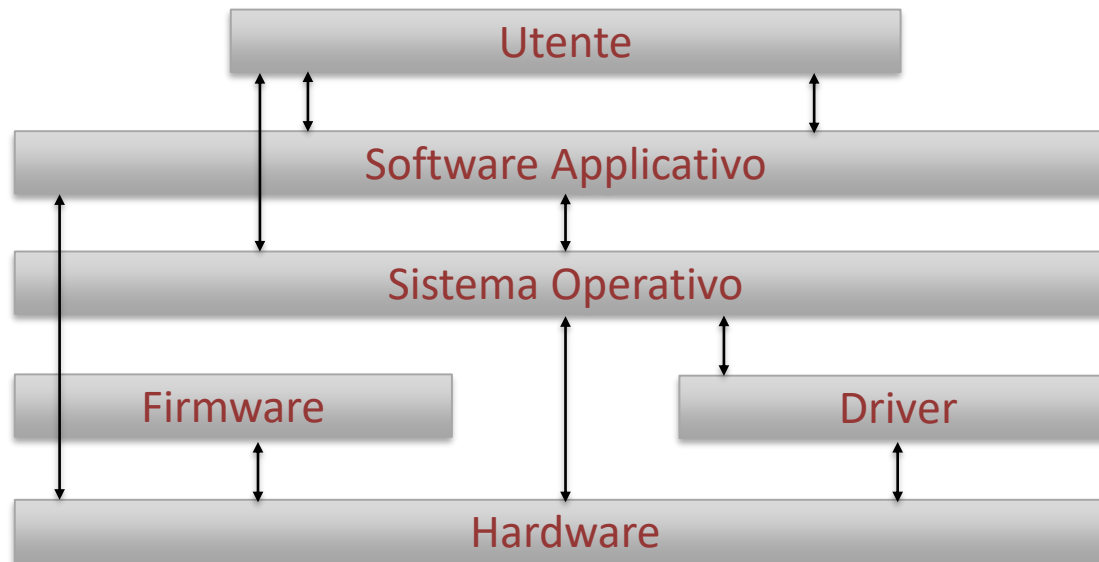 Utente
Software Applicativo
Sistema Operativo
Firmware
Driver
Hardware